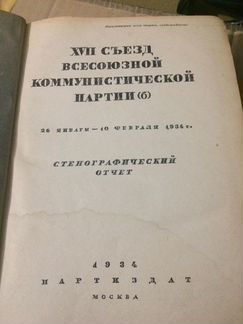 XVII СЪЕЗД
ВСЕСОЮЗНОЙ
КОММУНИСТИЧЕСКОЙ
ПАРТИИ (б)
26 ЯНВАРЯ — 10 ФЕВРАЛЯ 1934 г.
СТЕНОГРАФИЧЕСКИЙ
ОТЧЕТ
1934
ПАРТИЗДАТ
МОСКВА